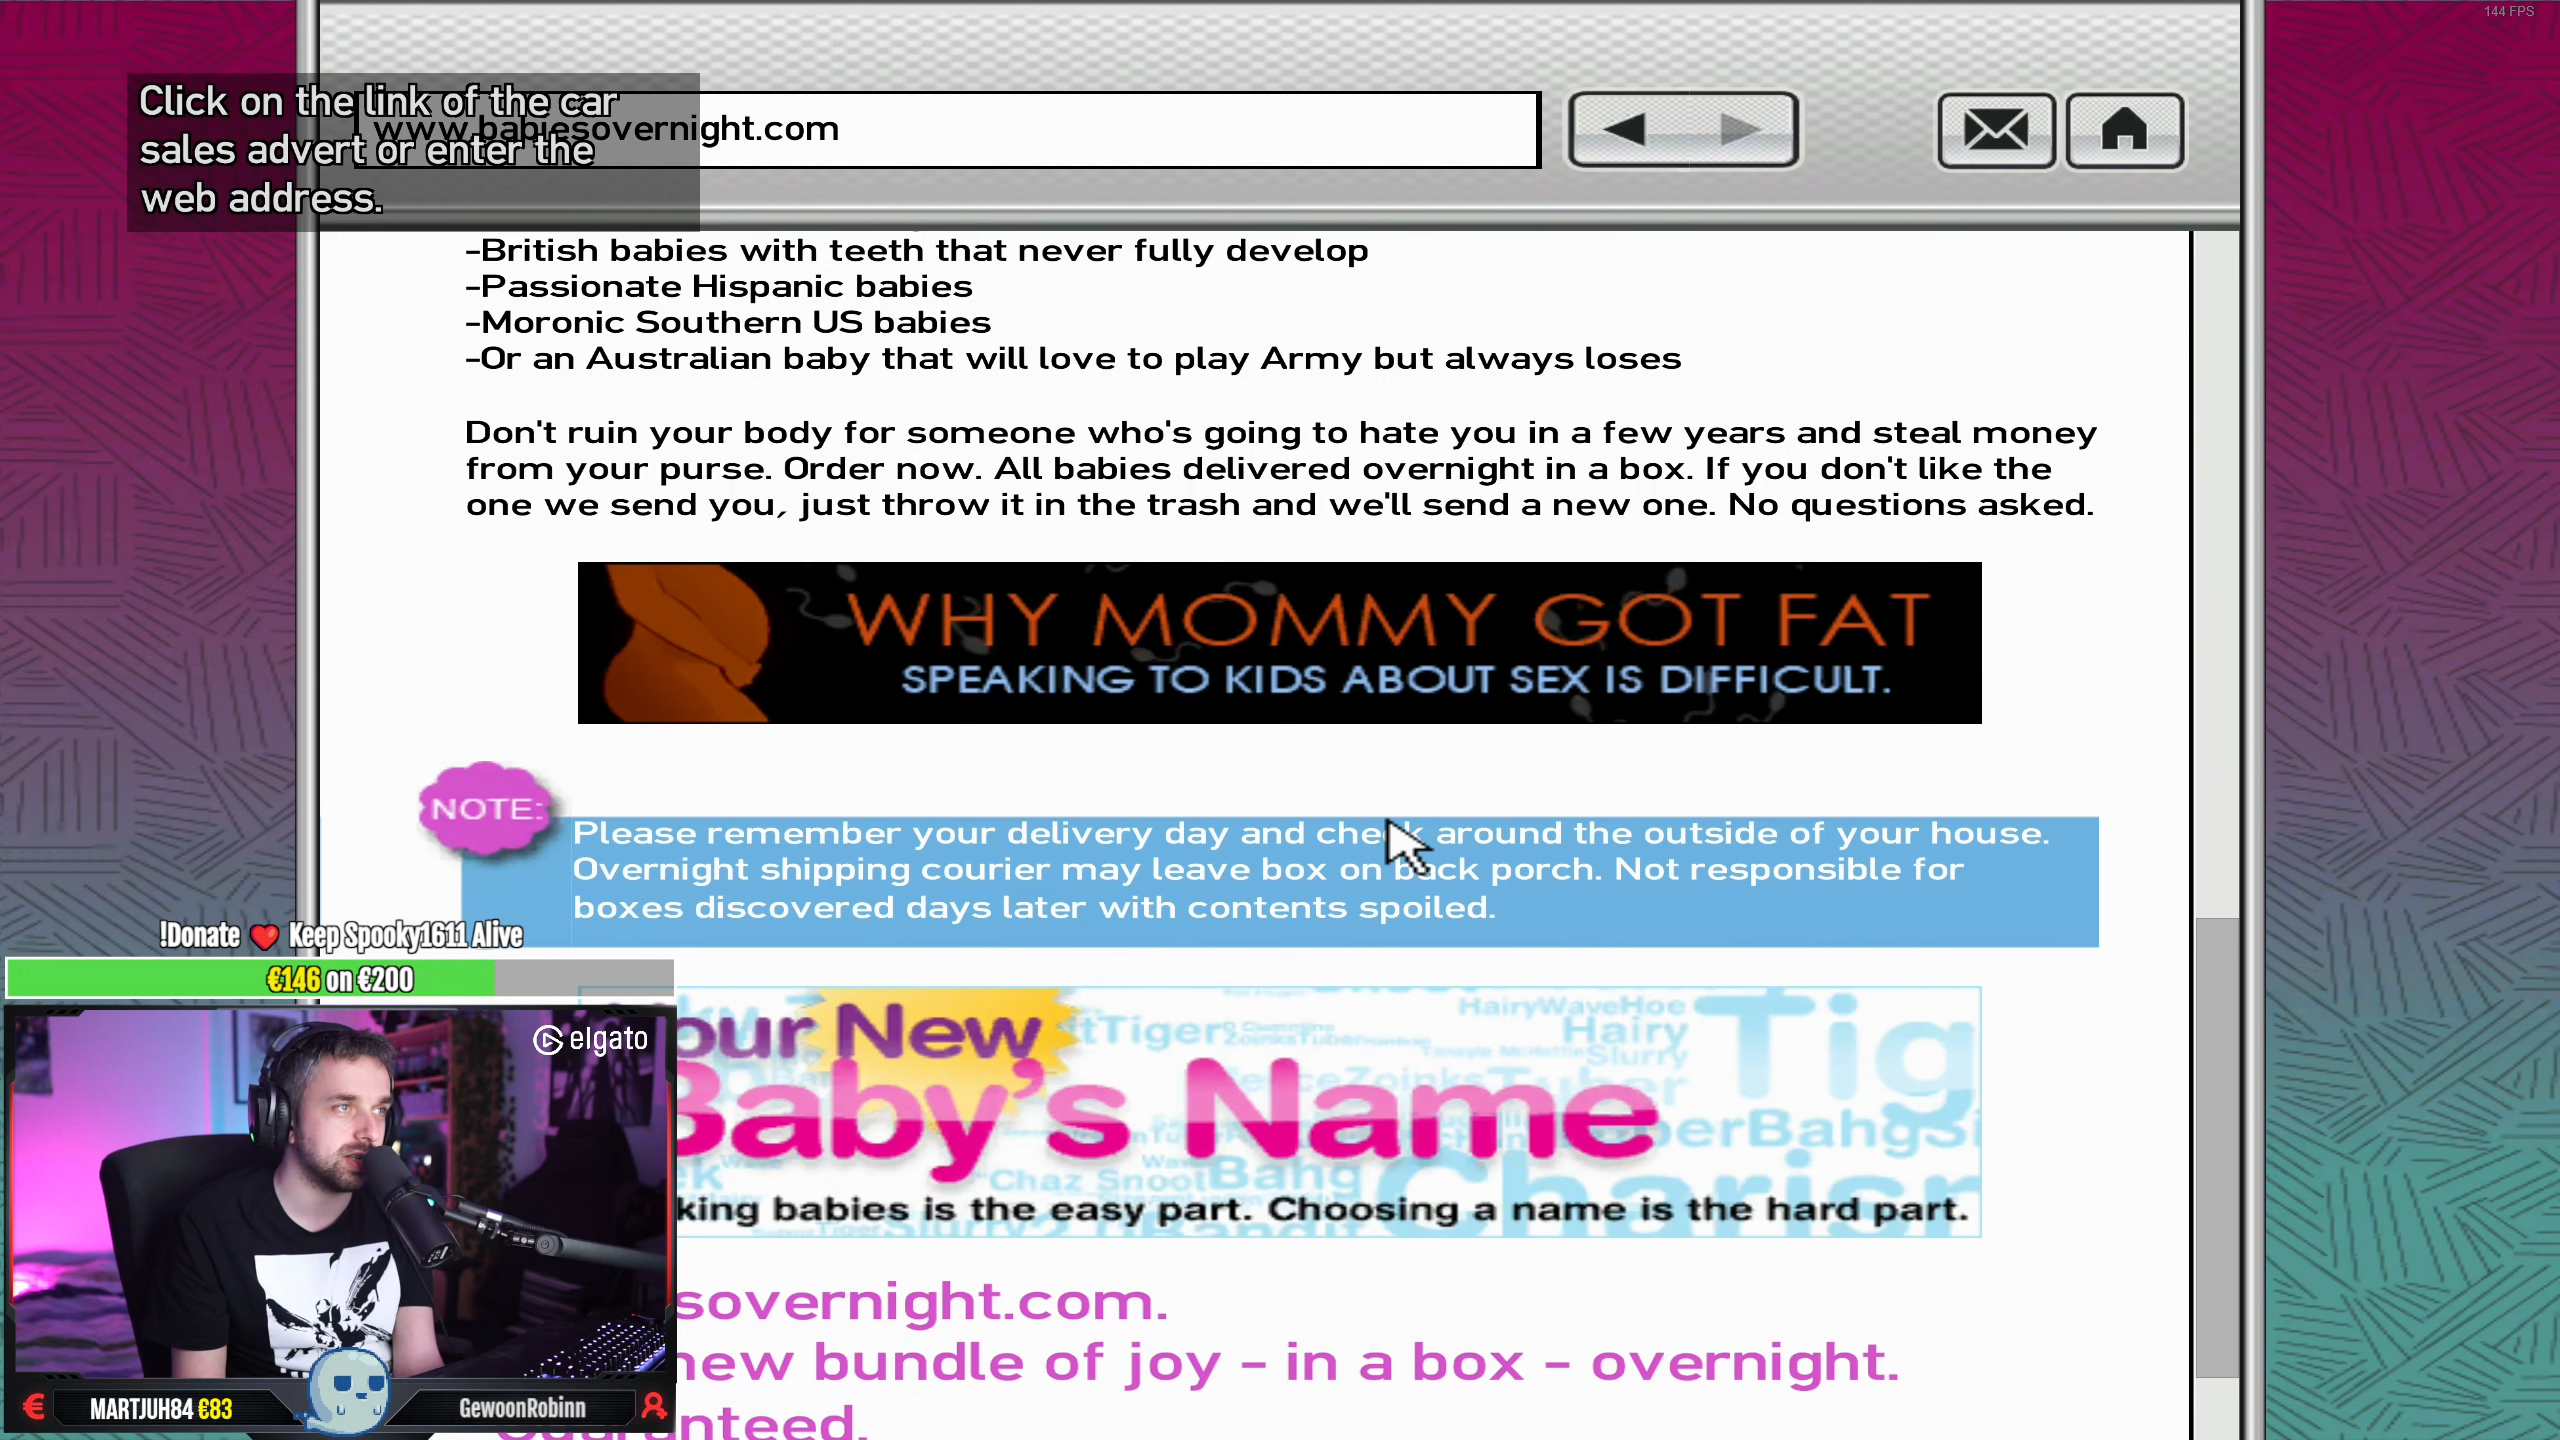 144 FPS
Click on the link of the car
sales advert or enter the
web address.
www.babiesovernight.com
-British babies with teeth that never fully develop
-Passionate Hispanic babies
-Moronic Southern US babies
-Or an Australian baby that will love to play Army but always loses
Don't ruin your body for someone who's going to hate you in a few years and steal money
from your purse. Order now. All babies delivered overnight in a box. If you don't like the
one we send you, just throw it in the trash and we'll send a new one. No questions asked.
WHY MOMMY GOT FAT
SPEAKING TO KIDS ABOUT SEX IS DIFFICULT.
NOTE:
Please remember your delivery day and check around the outside of your house.
Overnight shipping courier may leave box on back porch. Not responsible for
boxes discovered days later with contents spoiled.
!Donate ❤ Keep Spooky1611 Alive
€146 on €200
our New
Baby's Name
king babies is the easy part. Choosing a name is the hard part.
HairyWaveHoe
Hairy
Slurry
Tig
Chaz Snool
Bang
sovernight.com.
new bundle of joy - in a box - overnight.
nteed.
elgato
MARTJUH84 €83
GewoonRobinn